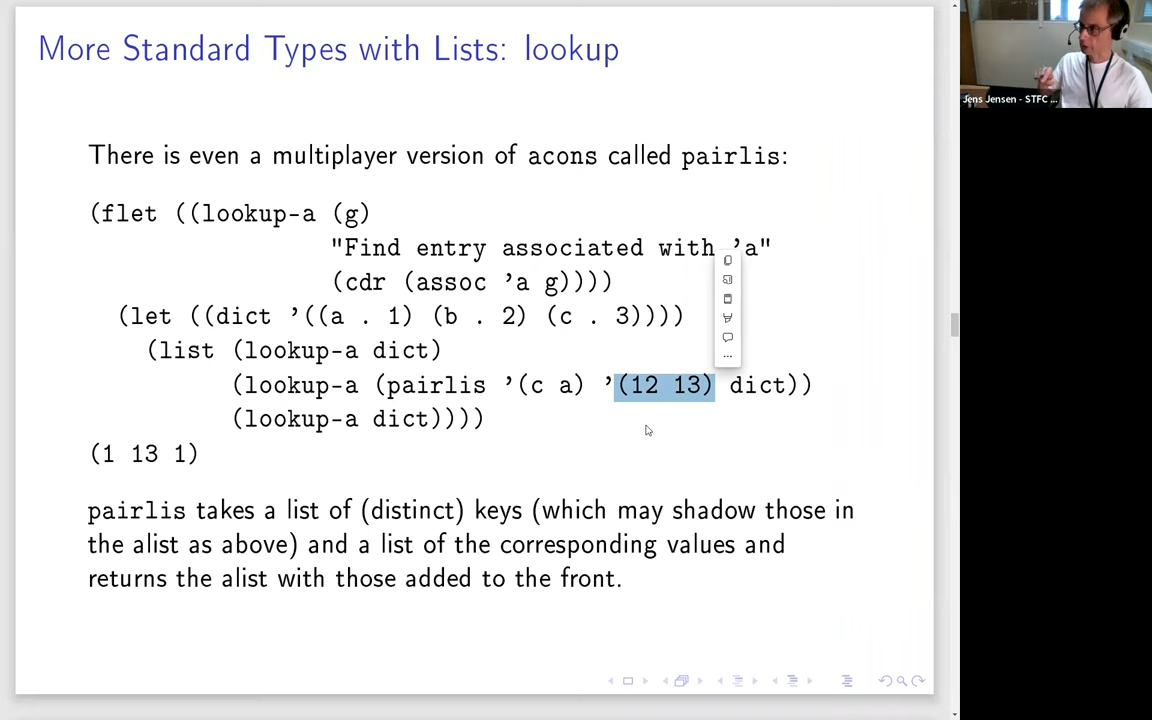 More Standard Types with Lists: lookup
There is even a multiplayer version of acons called pairlis:
(flet ((lookup-a (g)
"Find entry associated with ’a"
(cdr (assoc ’a g))))
(let ((dict ’((a . 1) (b . 2) (c . 3))))
(list (lookup-a dict)
(lookup-a (pairlis ’(c a) ’(12 13) dict))
(lookup-a dict))))
(1 13 1)
pairlis takes a list of (distinct) keys (which may shadow those in
the alist as above) and a list of the corresponding values and
returns the alist with those added to the front.
Jens Jensen - STFC ...